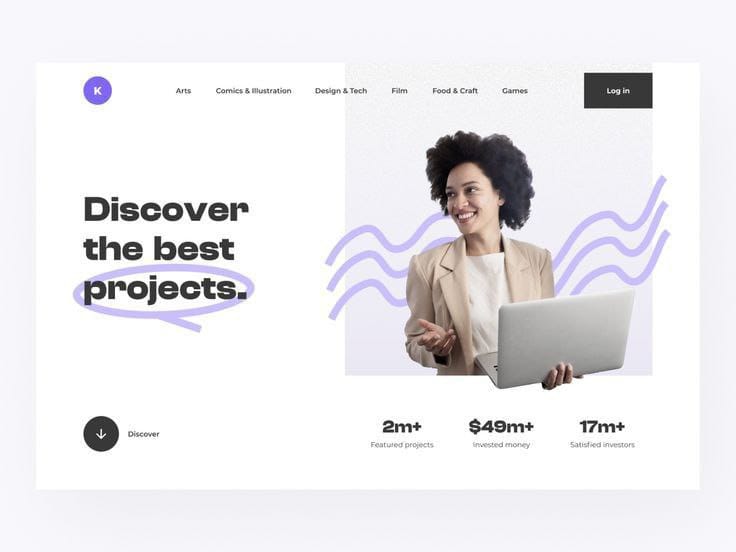 K
Arts
Comics & Illustration
Design & Tech
Film
Food & Craft
Games
Log in
Discover
the best
projects.
Discover
2m+
Featured projects
$49m+
Invested money
17m+
Satisfied investors